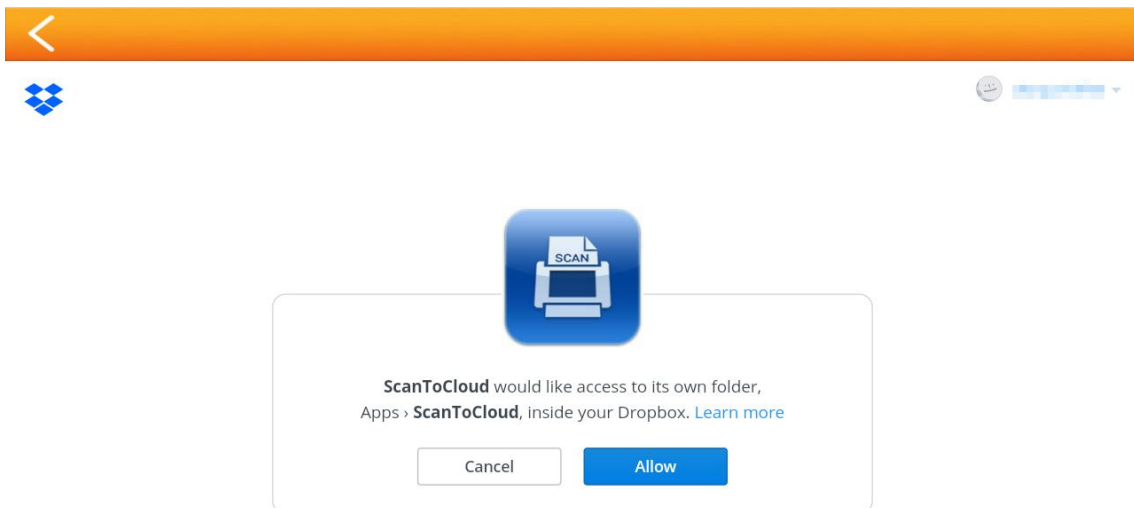 SCAN
ScanToCloud would like access to its own folder,
Apps › ScanToCloud, inside your Dropbox. Learn more
Cancel
Allow